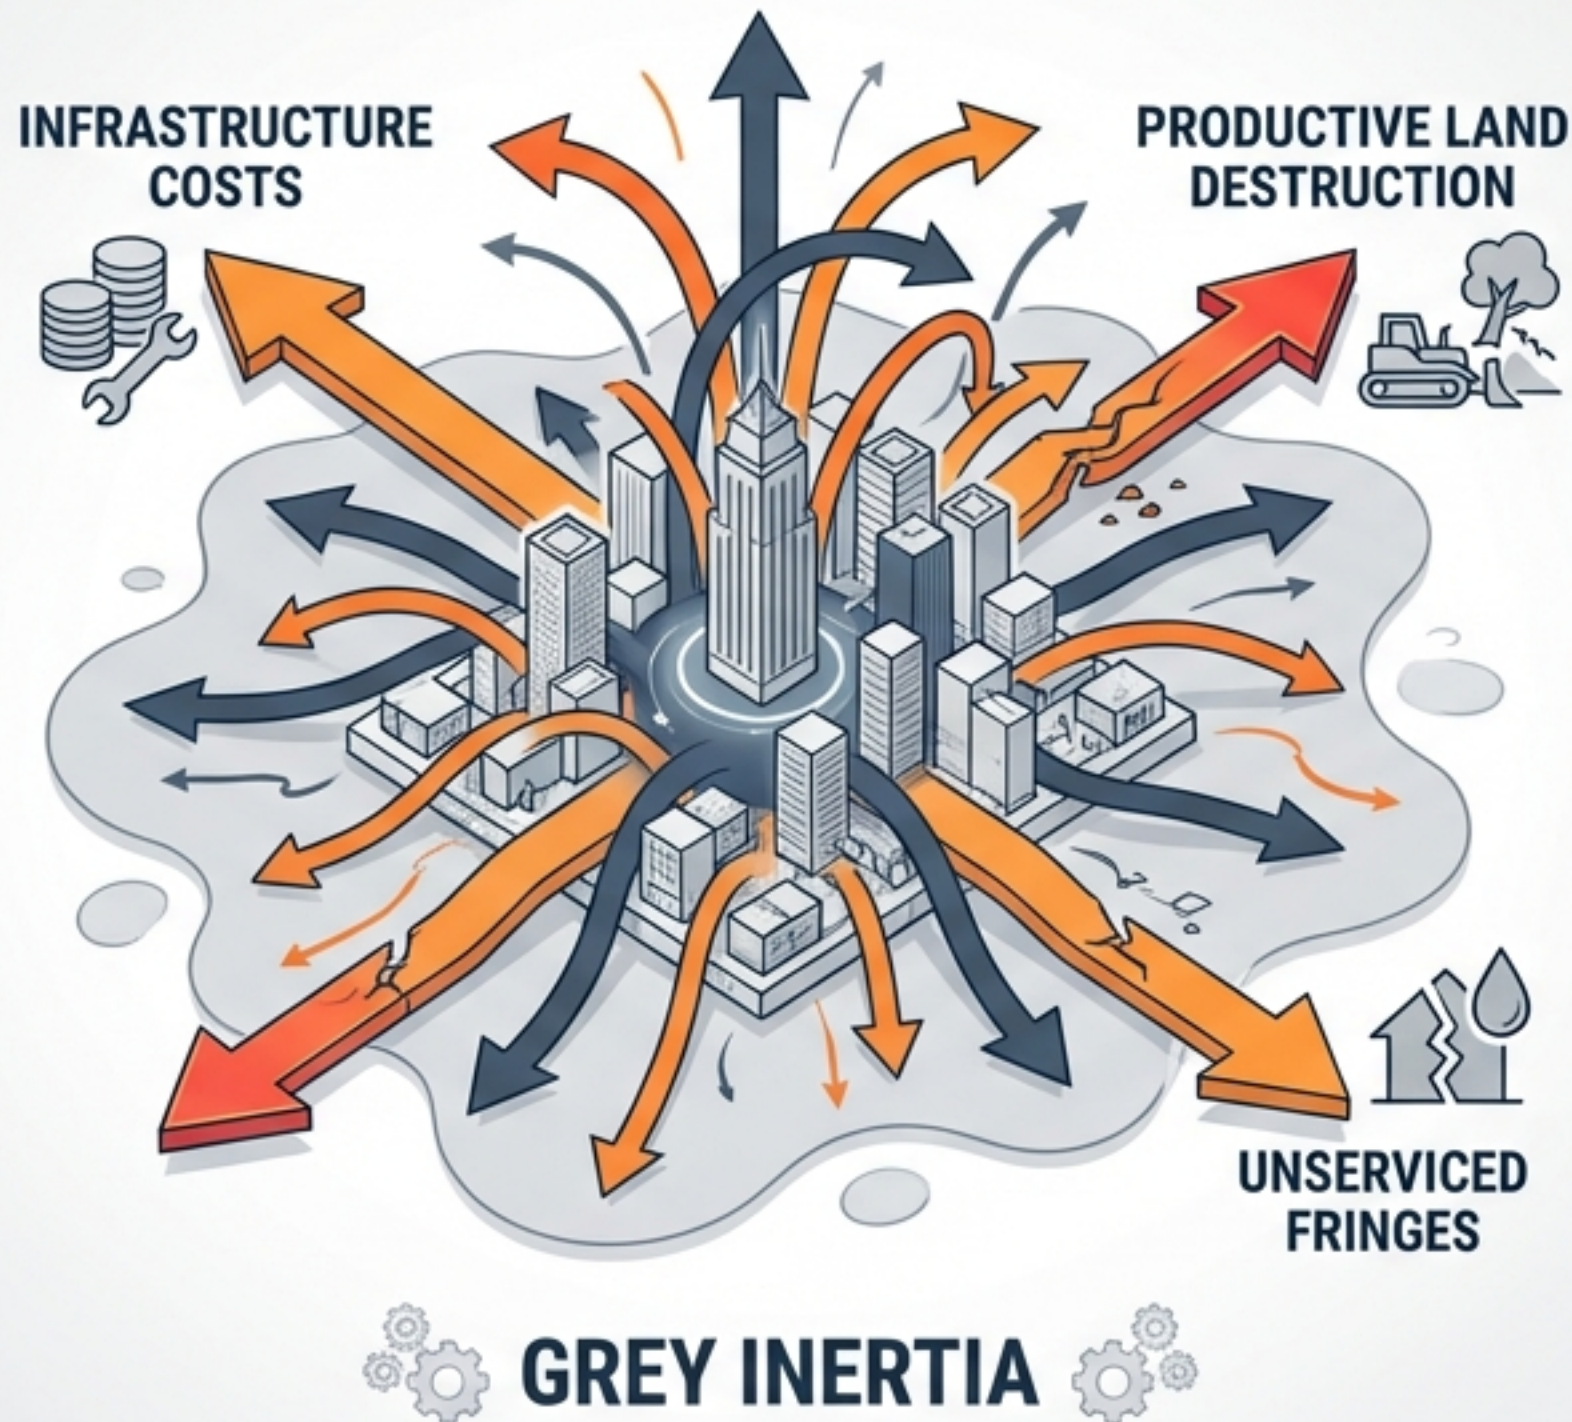 INFRASTRUCTURE
COSTS
PRODUCTIVE LAND
DESTRUCTION
UNSERVICED
FRINGES
GREY INERTIA